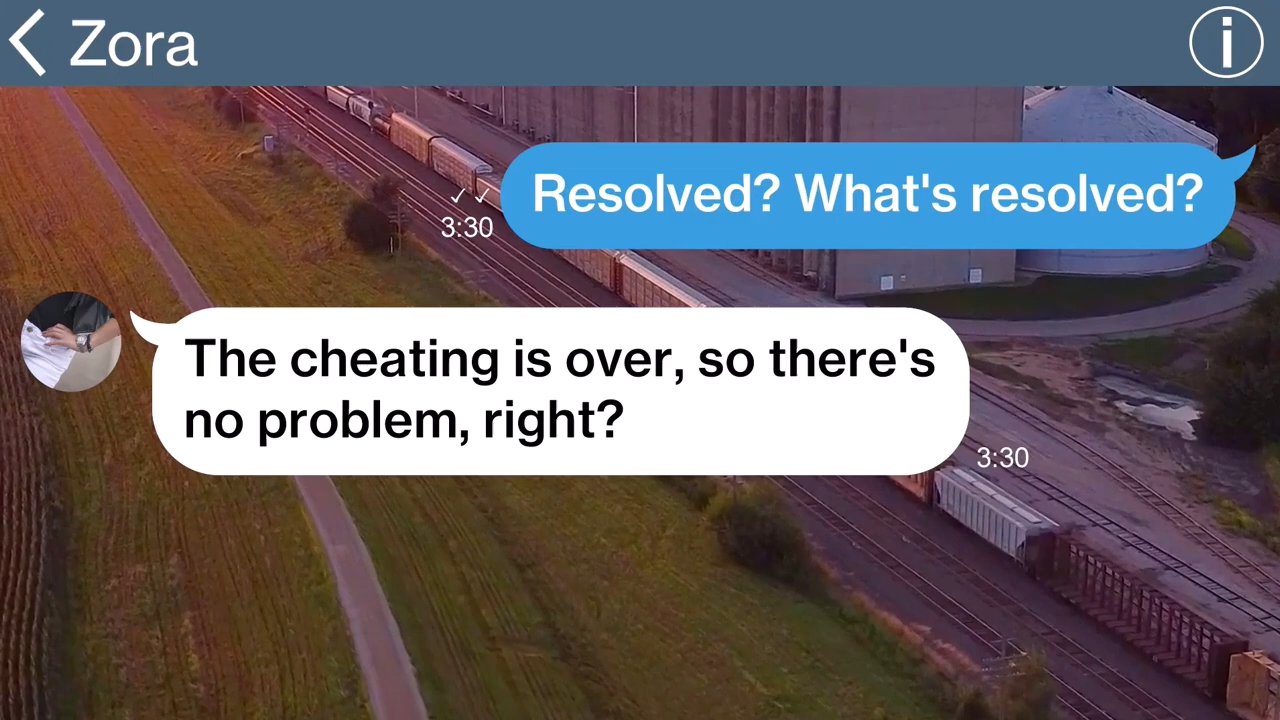 Zora
Resolved? What's resolved?
3:30
The cheating is over, so there's
no problem, right?
3:30